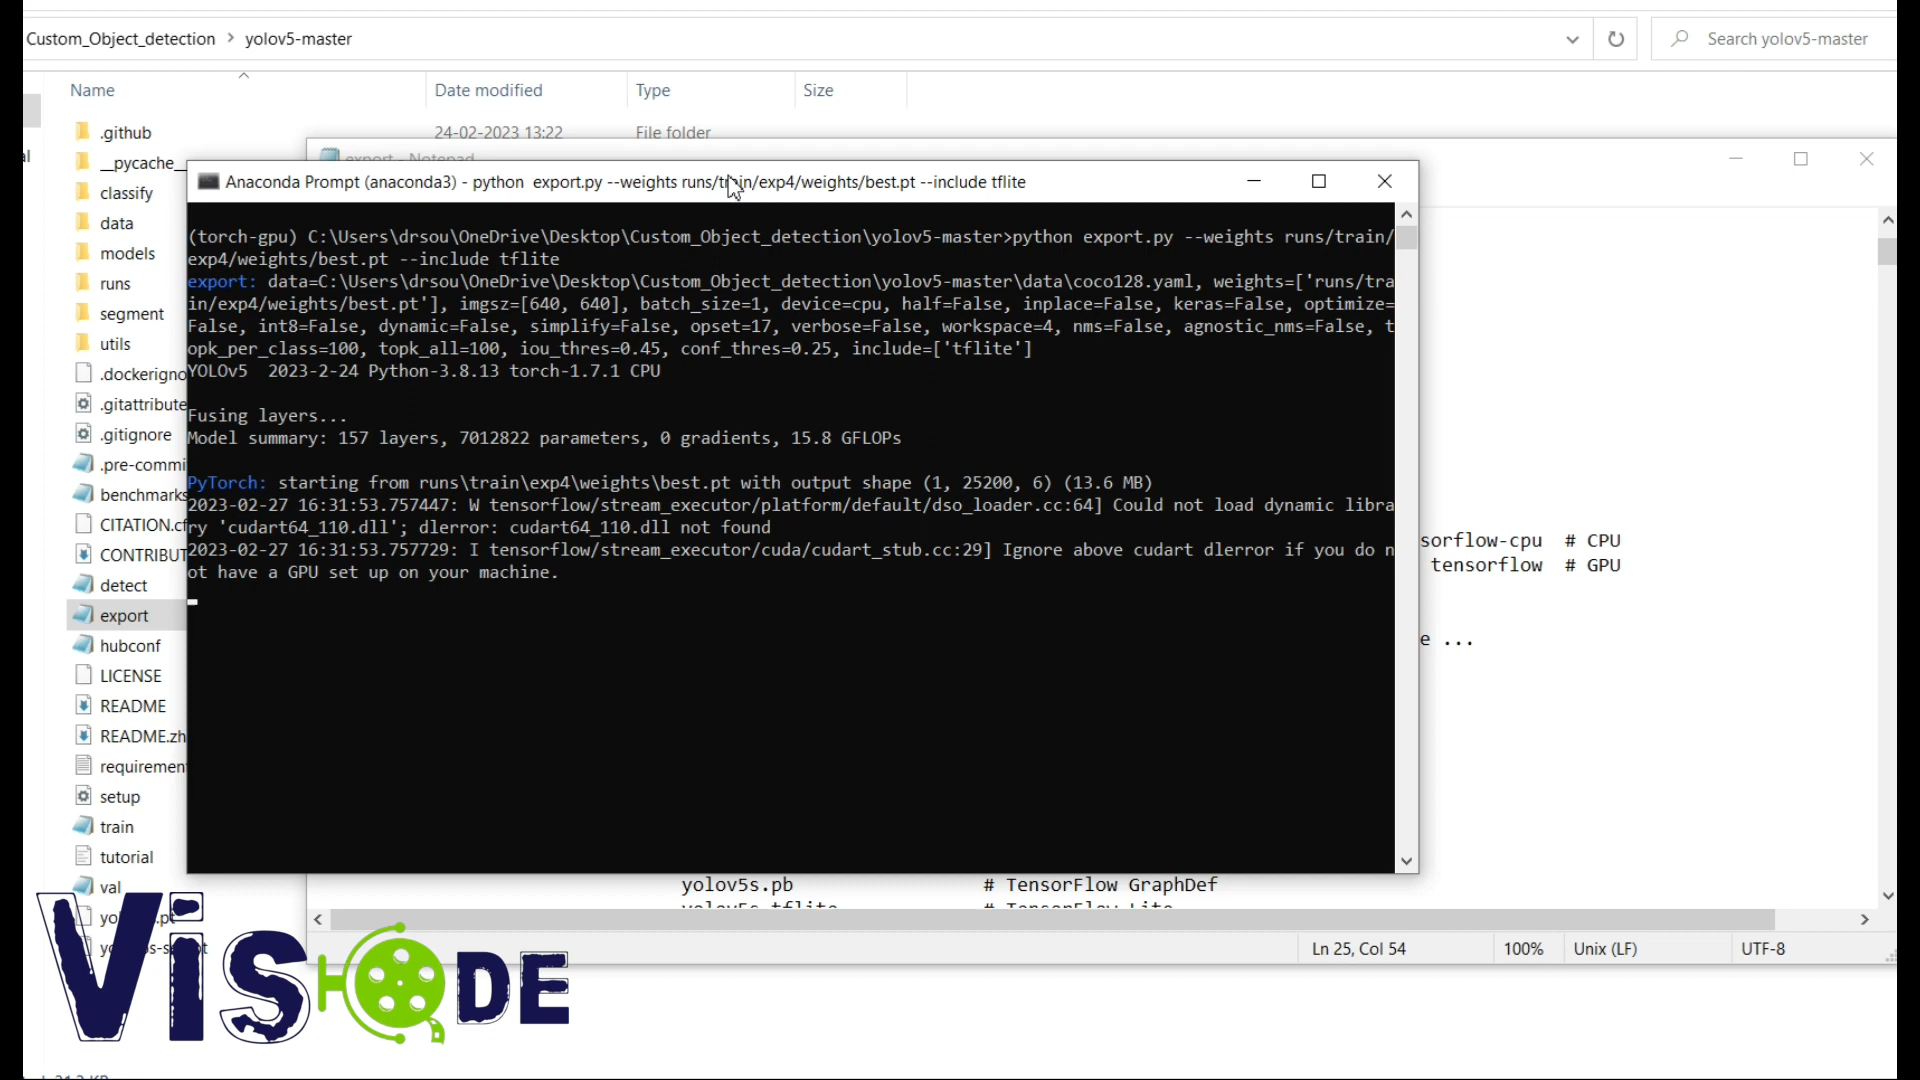 Custom_Object_detection > yolov5-master
Search yolov5-master
Name
Date modified
Type
Size
.github
24-02-2023 13:22
File folder
__pycache__
classify
data
models
runs
segment
utils
.dockerigno
.gitattribute
.gitignore
.pre-commi
benchmarks
CITATION.cf
CONTRIBUT
detect
export
hubconf
LICENSE
README
README.zh
requiremen
setup
train
tutorial
val
export - Notepad
Anaconda Prompt (anaconda3) - python export.py --weights runs/train/exp4/weights/best.pt --include tflite
(torch-gpu) C:\Users\drsou\OneDrive\Desktop\Custom_Object_detection\yolov5-master>python export.py --weights runs/train/
exp4/weights/best.pt --include tflite
export: data=C:\Users\drsou\OneDrive\Desktop\Custom_Object_detection\yolov5-master\data\coco128.yaml, weights=['runs/tra
in/exp4/weights/best.pt'], imgsz=[640, 640], batch_size=1, device=cpu, half=False, inplace=False, keras=False, optimize=
False, int8=False, dynamic=False, simplify=False, opset=17, verbose=False, workspace=4, nms=False, agnostic_nms=False, t
opk_per_class=100, topk_all=100, iou_thres=0.45, conf_thres=0.25, include=['tflite']
YOLOv5  2023-2-24 Python-3.8.13 torch-1.7.1 CPU
Fusing layers...
Model summary: 157 layers, 7012822 parameters, 0 gradients, 15.8 GFLOPs
PyTorch: starting from runs\train\exp4\weights\best.pt with output shape (1, 25200, 6) (13.6 MB)
2023-02-27 16:31:53.757447: W tensorflow/stream_executor/platform/default/dso_loader.cc:64] Could not load dynamic libra
ry 'cudart64_110.dll'; dlerror: cudart64_110.dll not found
2023-02-27 16:31:53.757729: I tensorflow/stream_executor/cuda/cudart_stub.cc:29] Ignore above cudart dlerror if you do n
ot have a GPU set up on your machine.
sorflow-cpu  # CPU
tensorflow  # GPU
e ...
yolov5s.pb  # TensorFlow GraphDef
yolov5s.tflite  # TensorFlow Lite
Ln 25, Col 54
100%
Unix (LF)
UTF-8
VisHODE